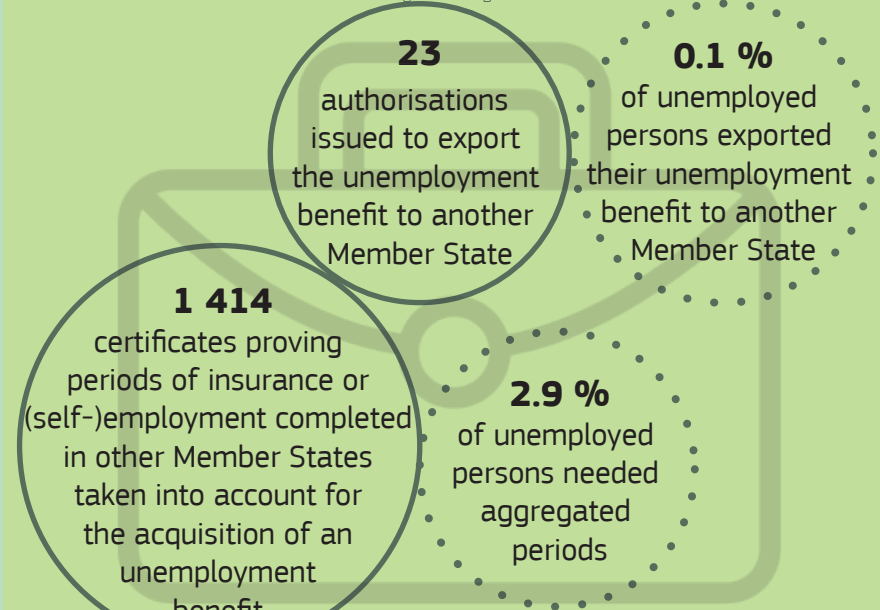 23
authorisations
issued to export
the unemployment
benefit to another
Member State
0.1 %
of unemployed
persons exported
their unemployment
benefit to another
Member State
1 414
certificates proving
periods of insurance or
(self-)employment completed
in other Member States
taken into account for
the acquisition of an
unemployment
benefit
2.9 %
of unemployed
persons needed
aggregated
periods